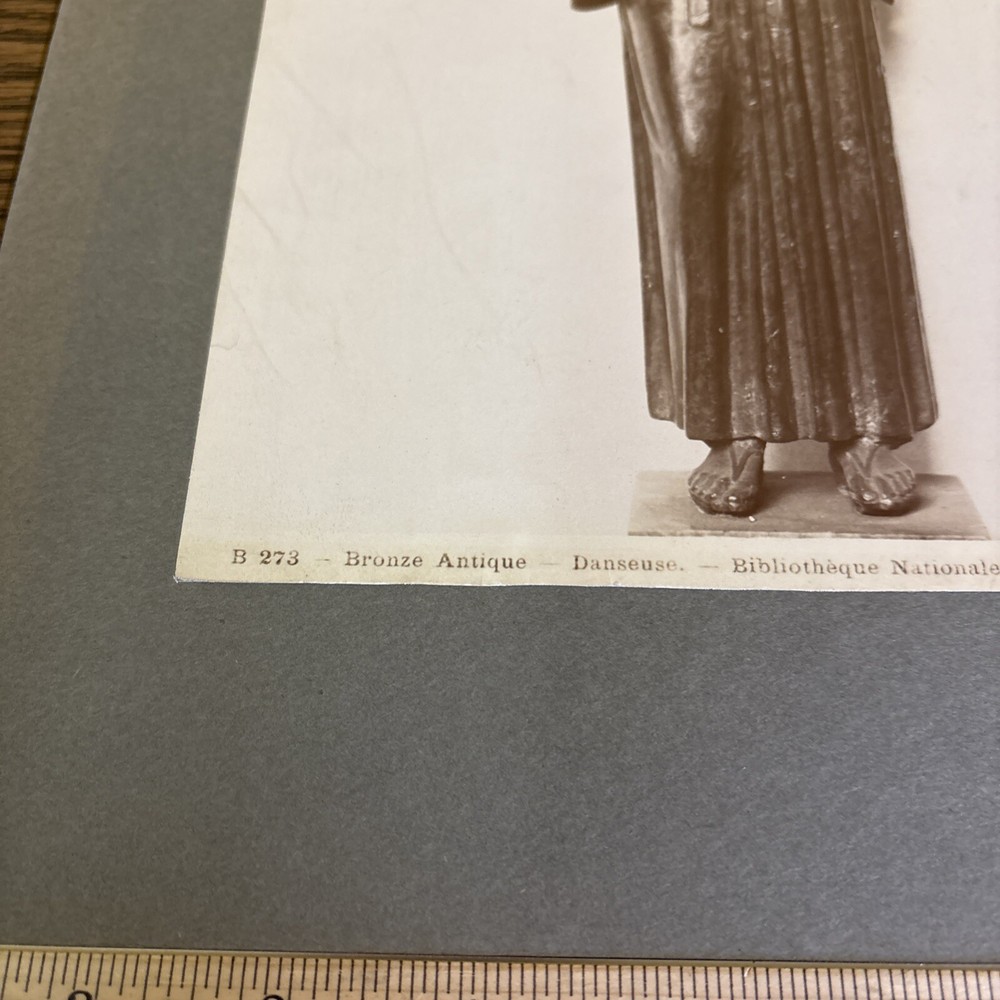 B 273 — Bronze Antique — Danseuse. — Bibliothèque Nationale